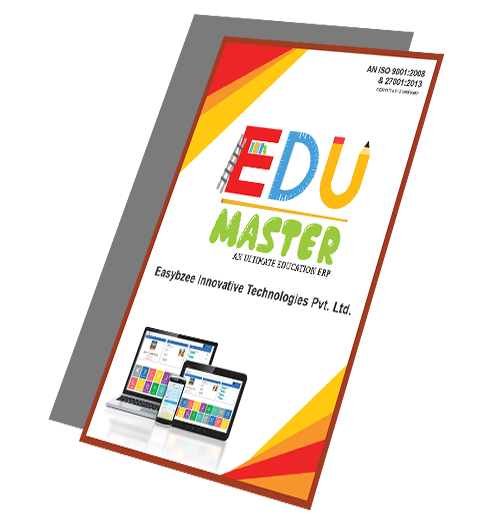 AN ISO 9001:2008
& 27001:2013
CERTIFIED COMPANY
EDU
MASTER
AN ULTIMATE EDUCATION ERP
Easybzee Innovative Technologies Pvt. Ltd.